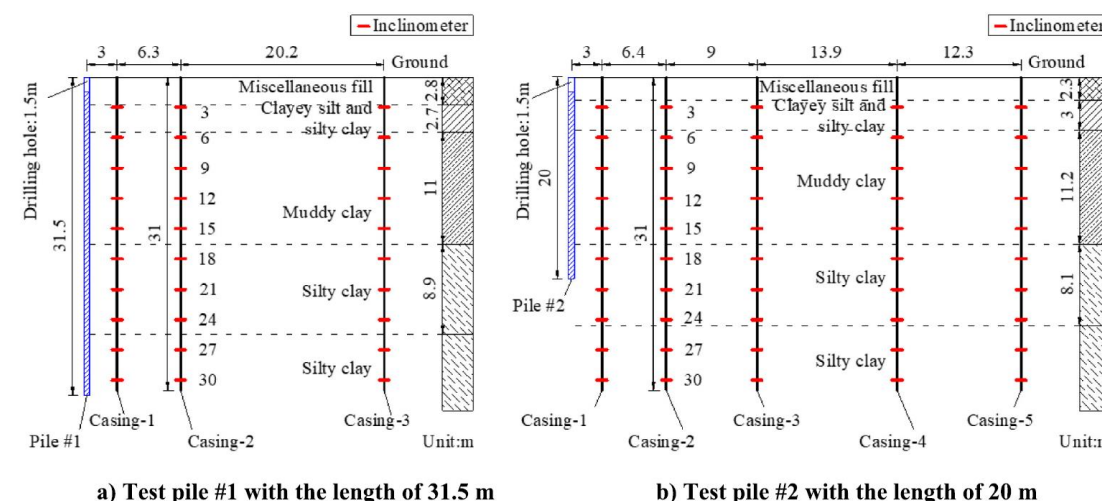 Inclinometer
3 6.3 20.2
Ground
Drilling hole:1.5m
31.5
31
Miscellaneous fill
Clayey silt and
silty clay
Muddy clay
Silty clay
Silty clay
3
6
9
12
15
18
21
24
27
30
2.8
2.7
11
8.9
Pile #1
Casing-1
Casing-2
Casing-3
Unit:m
a) Test pile #1 with the length of 31.5 m
Inclinometer
3 6.4 9 13.9 12.3
Ground
Drilling hole:1.5m
20
31
Miscellaneous fill
Clayey silt and
silty clay
Muddy clay
Silty clay
Silty clay
3
6
9
12
15
18
21
24
27
30
2.3
3
11.2
8.1
Pile #2
Casing-1
Casing-2
Casing-3
Casing-4
Casing-5
Unit:
b) Test pile #2 with the length of 20 m